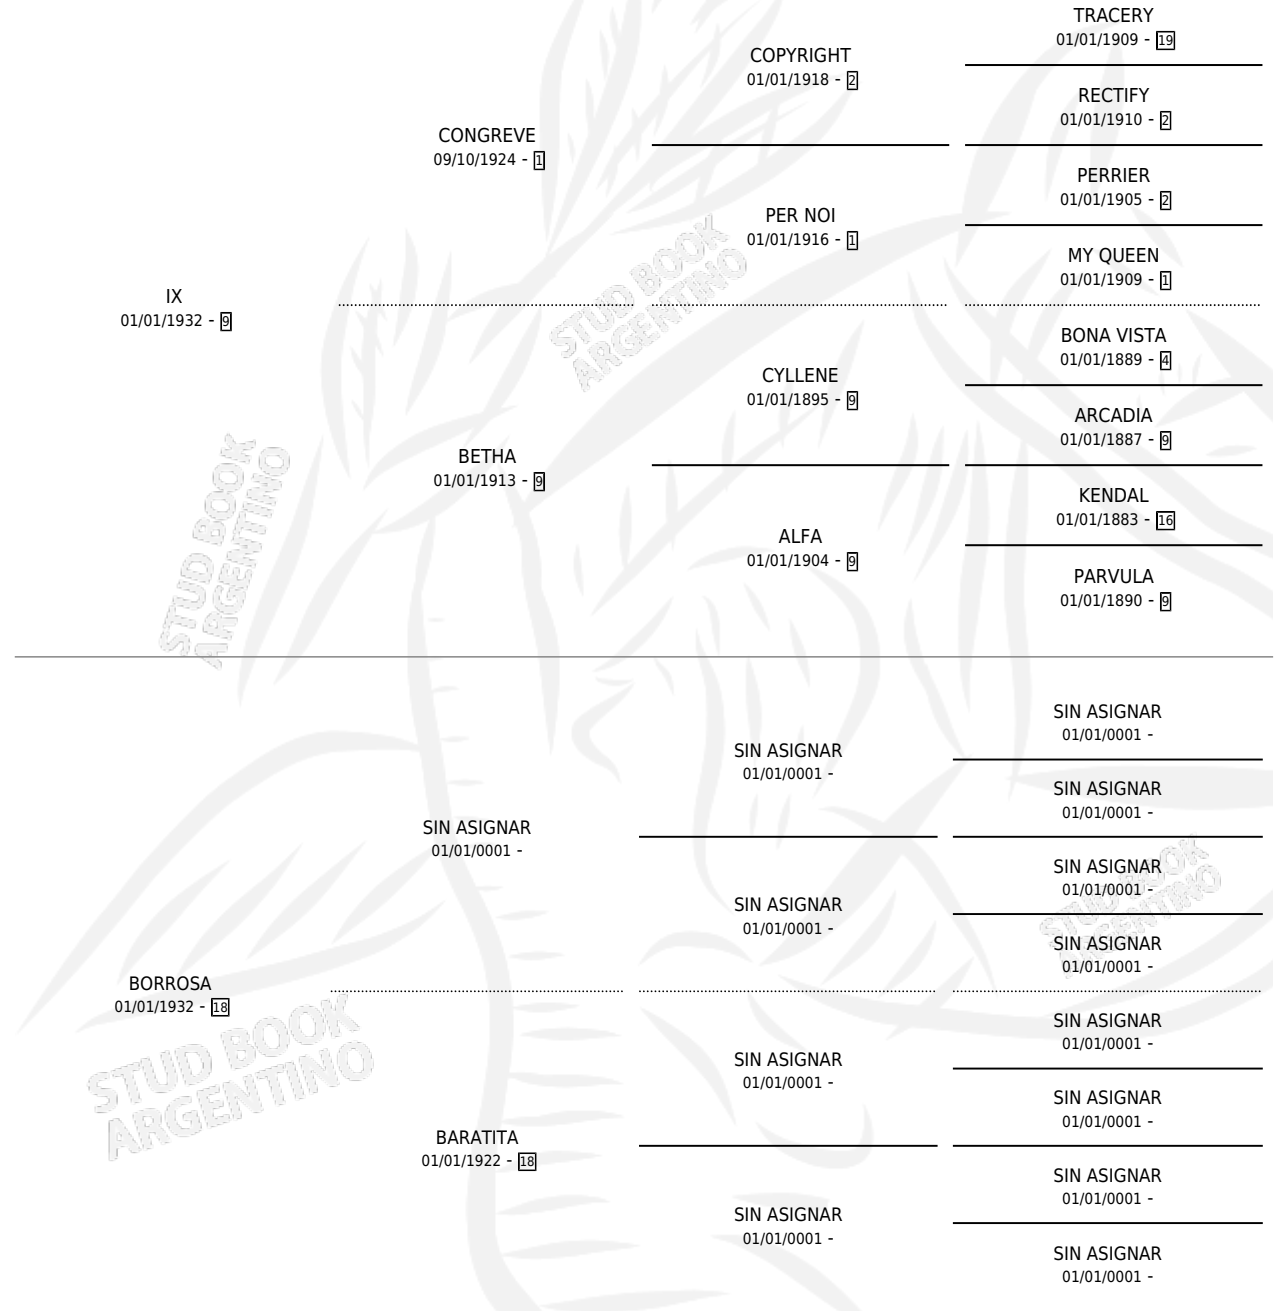 TRACERY
01/01/1909 - 19
COPYRIGHT
01/01/1918 - 2
RECTIFY
01/01/1910 - 2
CONGREVE
09/10/1924 - 1
PERRIER
01/01/1905 - 2
PER NOI
01/01/1916 - 1
MY QUEEN
01/01/1909 - 1
IX
01/01/1932 - 9
BONA VISTA
01/01/1889 - 4
CYLLENE
01/01/1895 - 9
ARCADIA
01/01/1887 - 9
BETHA
01/01/1913 - 9
KENDAL
01/01/1883 - 16
ALFA
01/01/1904 - 9
PARVULA
01/01/1890 - 9
STUD BOOK
ARGENTINO
STUD BOOK
ARGENTINO
SIN ASIGNAR
01/01/0001 -
SIN ASIGNAR
01/01/0001 -
SIN ASIGNAR
01/01/0001 -
SIN ASIGNAR
01/01/0001 -
SIN ASIGNAR
01/01/0001 -
SIN ASIGNAR
01/01/0001 -
SIN ASIGNAR
01/01/0001 -
BORROSA
01/01/1932 - 18
SIN ASIGNAR
01/01/0001 -
SIN ASIGNAR
01/01/0001 -
SIN ASIGNAR
01/01/0001 -
BARATITA
01/01/1922 - 18
SIN ASIGNAR
01/01/0001 -
SIN ASIGNAR
01/01/0001 -
SIN ASIGNAR
01/01/0001 -
STUD BOOK
ARGENTINO
STUD BOOK
ARGENTINO